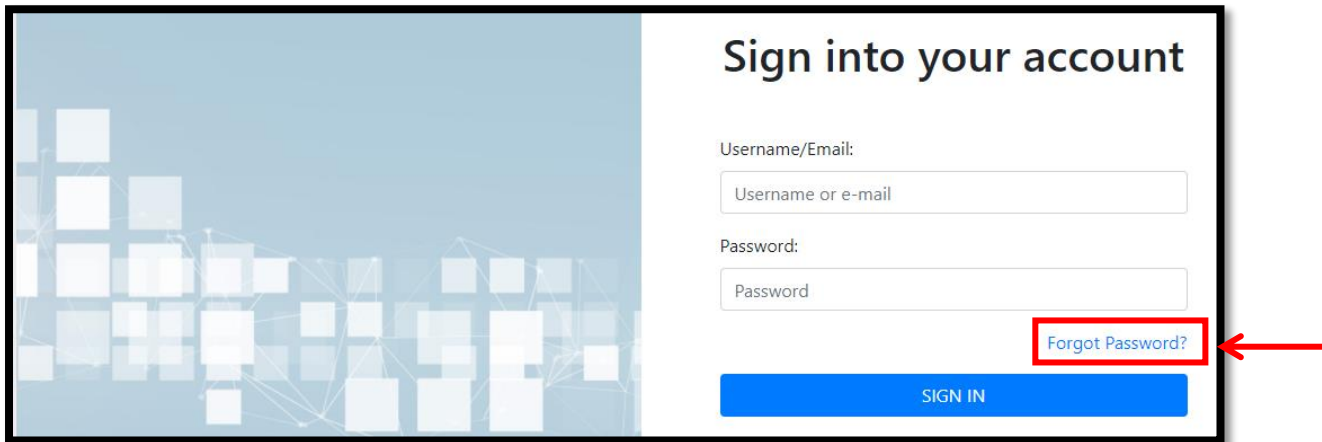 Sign into your account
Username/Email:
Username or e-mail
Password:
Password
Forgot Password?
SIGN IN